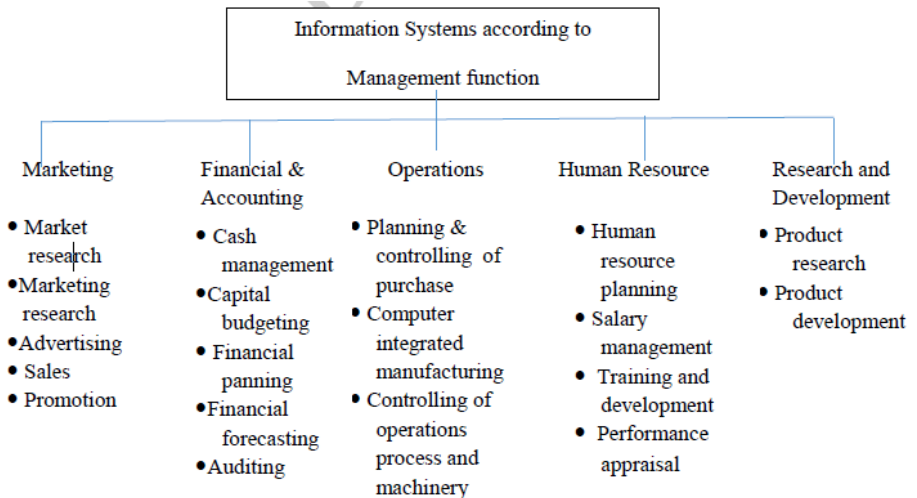 Information Systems according to
Management function
Marketing
• Market
research
•Marketing
research
•Advertising
• Sales
• Promotion
Financial &
Accounting
• Cash
management
•Capital
budgeting
• Financial
panning
•Financial
forecasting
• Auditing
Operations
• Planning &
controlling of
purchase
• Computer
integrated
manufacturing
• Controlling of
operations
process and
machinery
Human Resource
• Human
resource
planning
• Salary
management
• Training and
development
• Performance
appraisal
Research and
Development
• Product
research
• Product
development